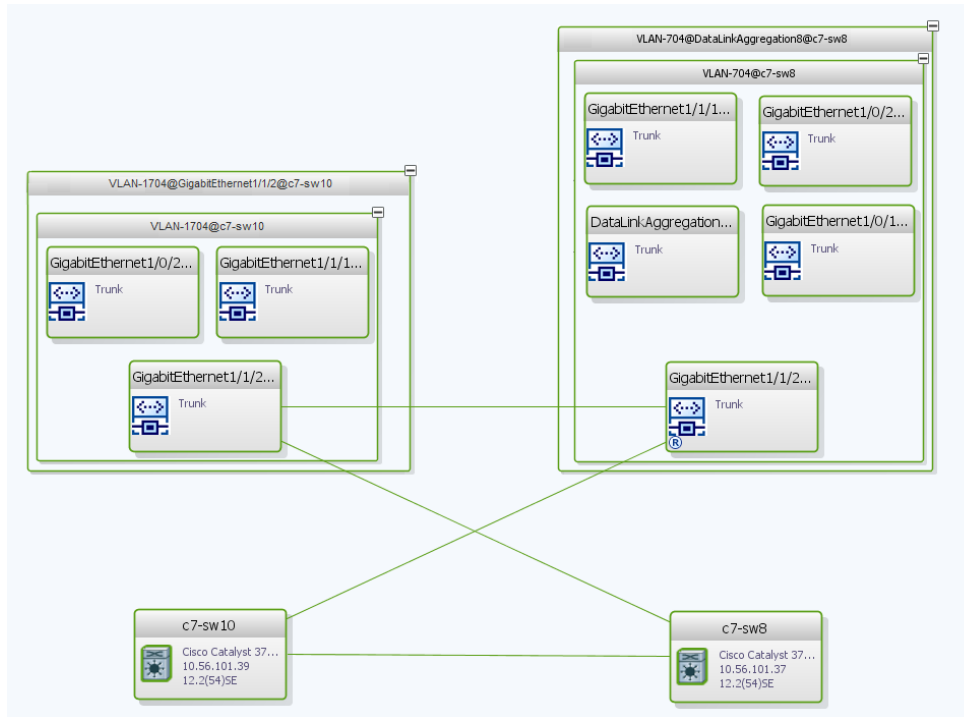 VLAN-704@DataLinkAggregation8@c7-sw8
VLAN-704@c7-sw8
GigabitEthernet1/1/1...
Trunk
GigabitEthernet1/0/2...
Trunk
DataLinkAggregation...
Trunk
GigabitEthernet1/0/1...
Trunk
GigabitEthernet1/1/2...
Trunk
R
VLAN-1704@GigabitEthernet1/1/2@c7-sw10
VLAN-1704@c7-sw10
GigabitEthernet1/0/2...
Trunk
GigabitEthernet1/1/1...
Trunk
GigabitEthernet1/1/2...
Trunk
c7-sw10
Cisco Catalyst 37...
10.56.101.39
12.2(54)SE
c7-sw8
Cisco Catalyst 37...
10.56.101.37
12.2(54)SE